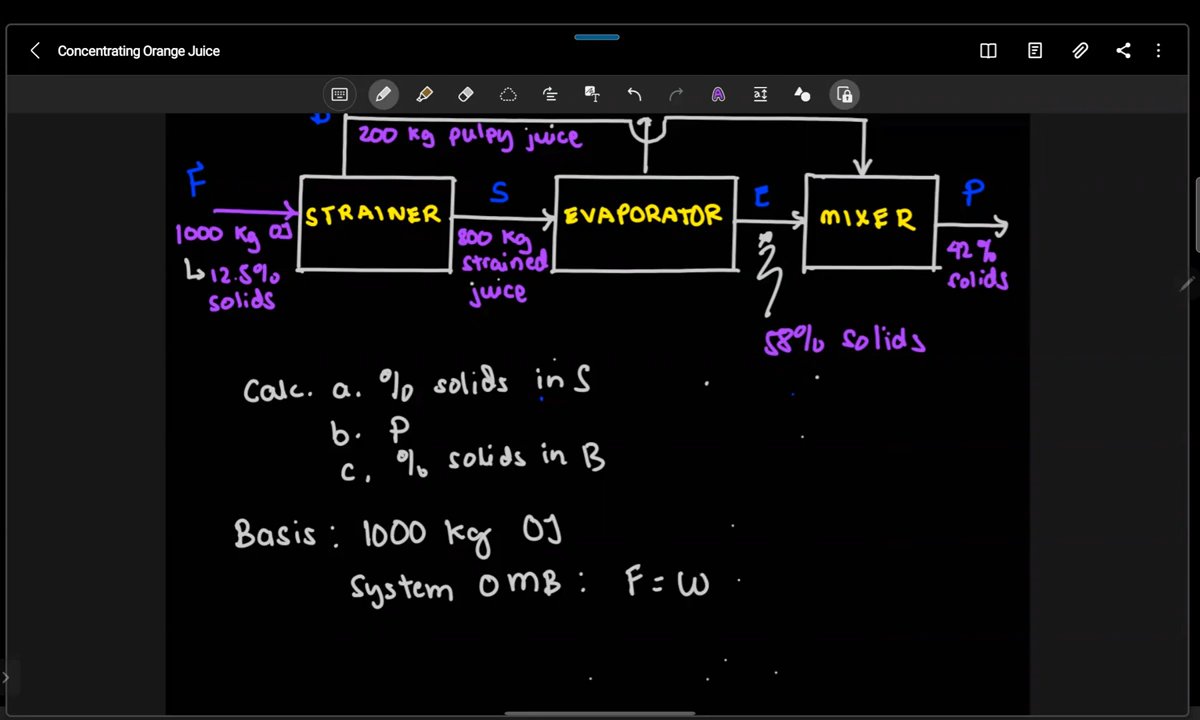 Concentrating Orange Juice
200 kg pulpy juice
F
S
E
P
STRAINER
EVAPORATOR
MIXER
1000 kg OJ
12.5% solids
800 kg strained juice
42% solids
58% solids
Calc. a. % solids in S
b. P
c. % solids in B
Basis: 1000 kg OJ
System OMB: F = W